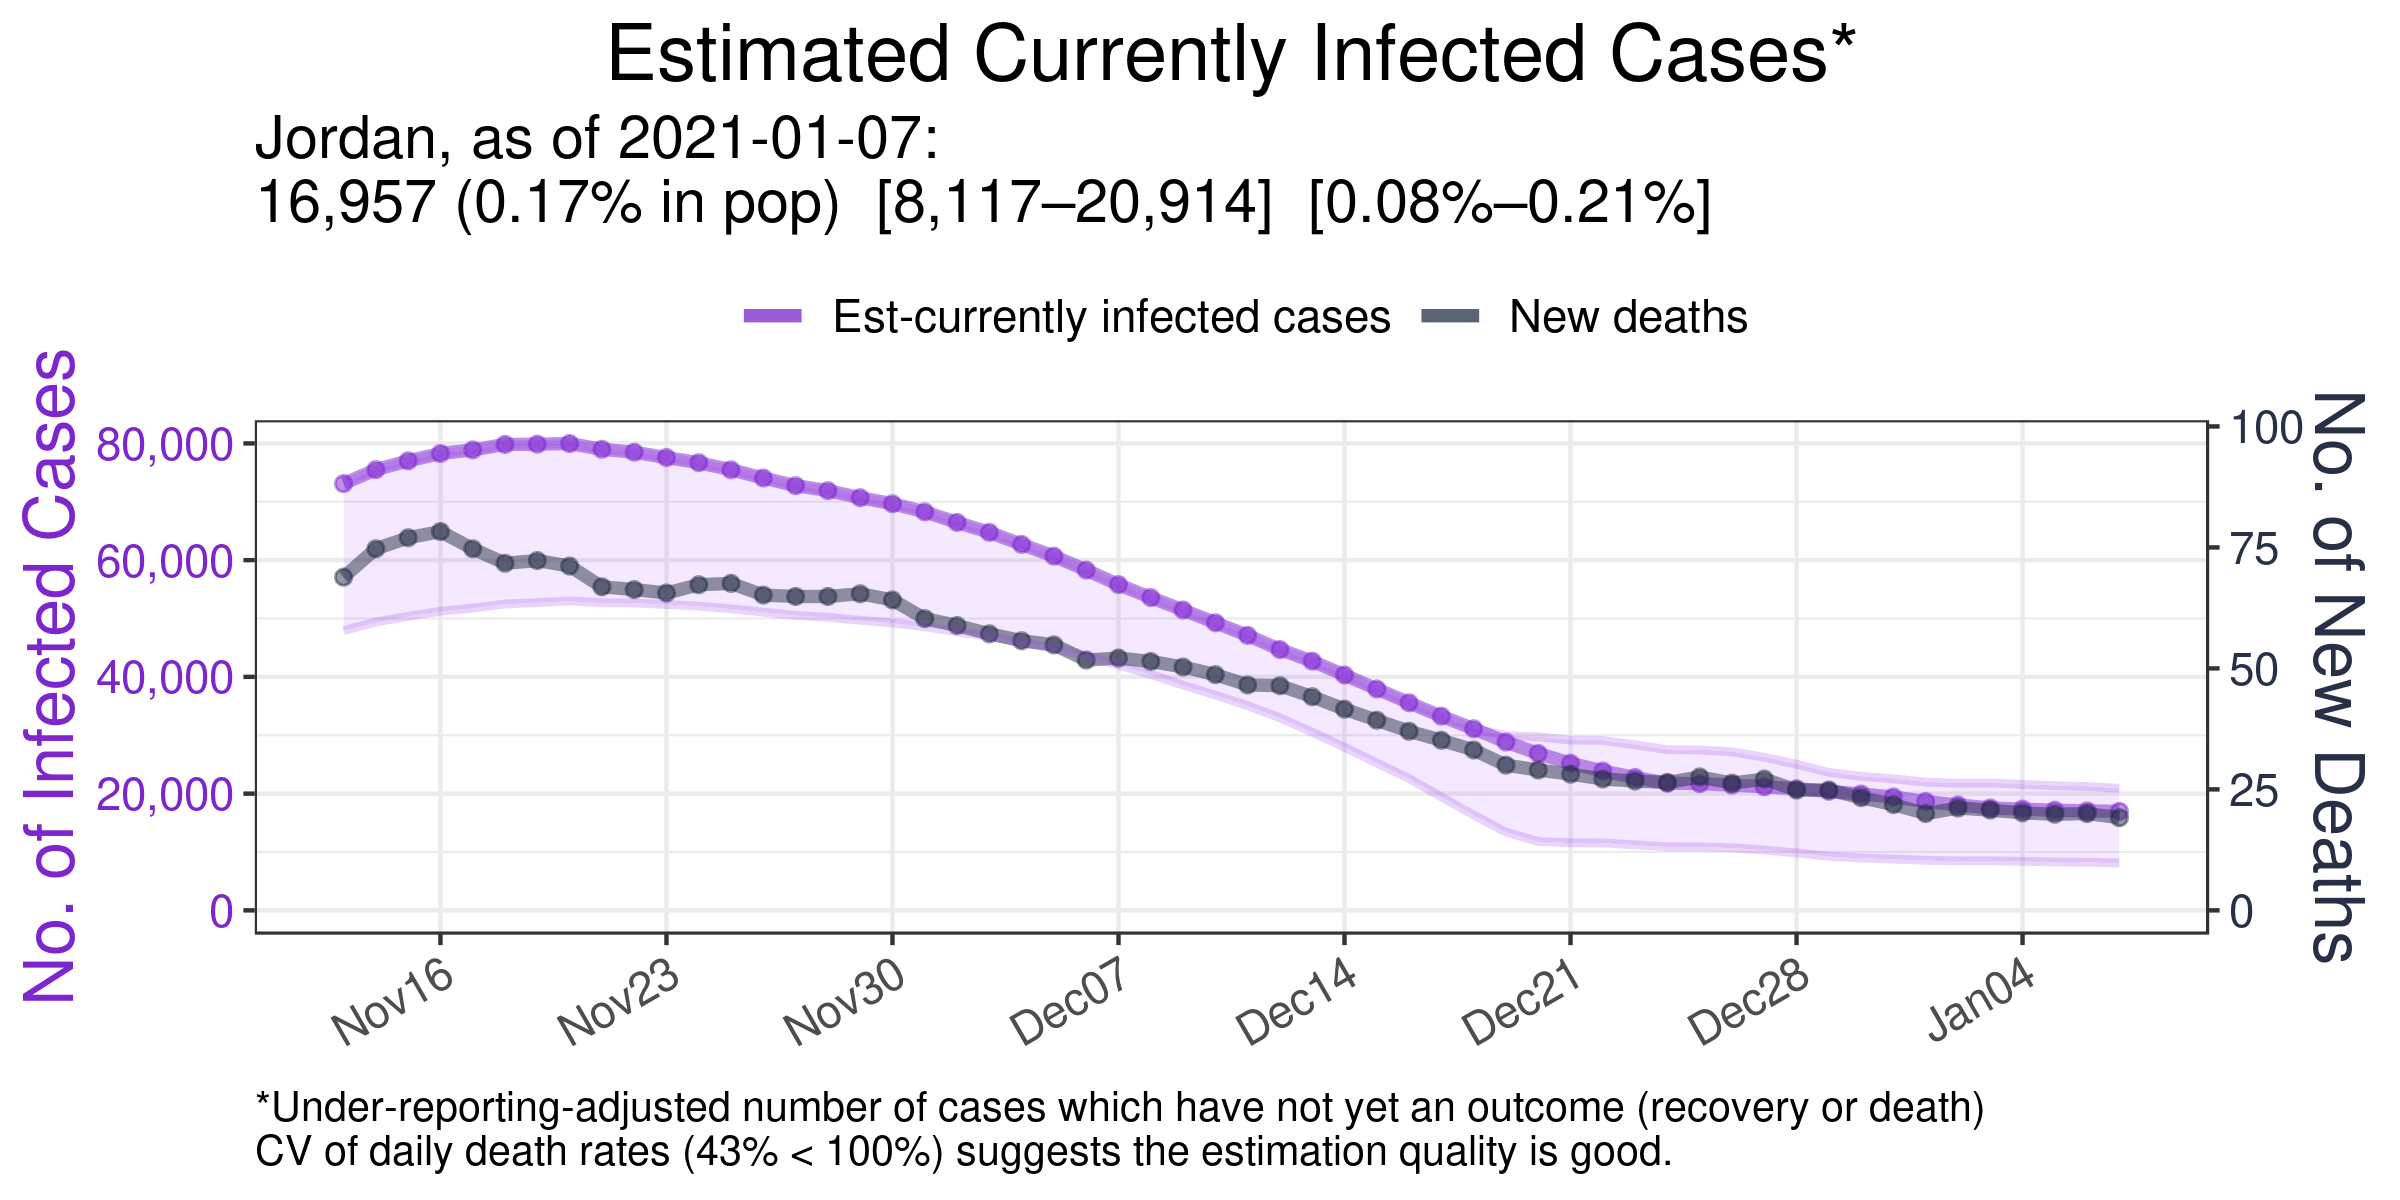 Estimated Currently Infected Cases*
Jordan, as of 2021-01-07:
16,957 (0.17% in pop)  [8,117–20,914]  [0.08%–0.21%]
Est-currently infected cases
New deaths
No. of Infected Cases
80,000
60,000
40,000
20,000
0
100
75
50
25
0
No. of New Deaths
Nov16
Nov23
Nov30
Dec07
Dec14
Dec21
Dec28
Jan04
*Under-reporting-adjusted number of cases which have not yet an outcome (recovery or death)
CV of daily death rates (43% < 100%) suggests the estimation quality is good.